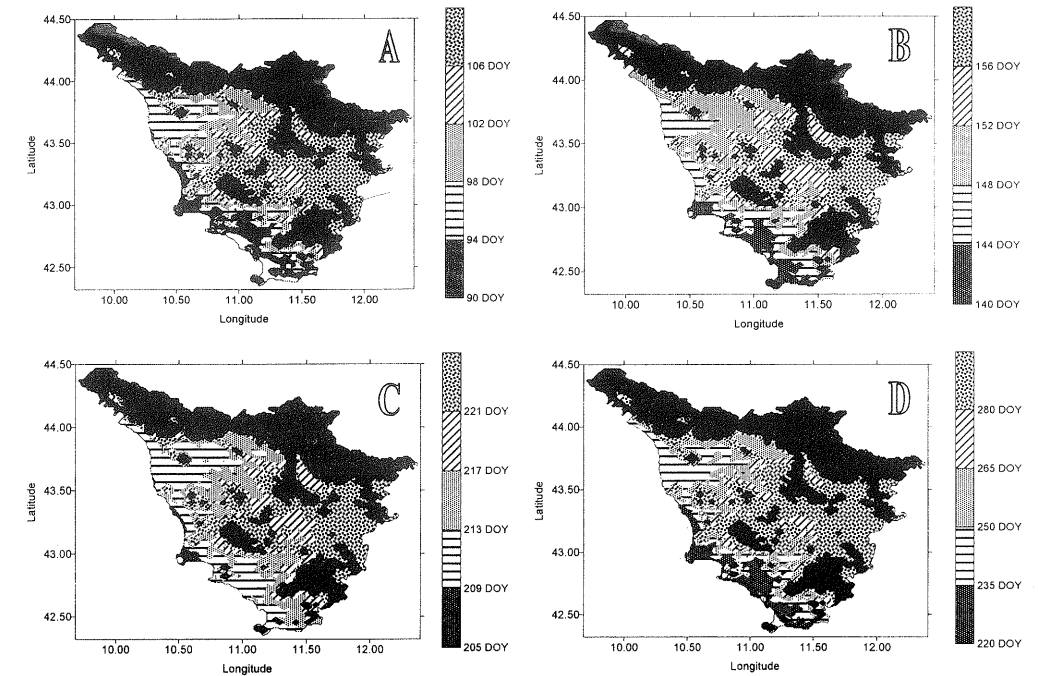 A
44.50
44.00
43.50
43.00
42.50
Latitude
10.00 10.50 11.00 11.50 12.00
Longitude
106 DOY
102 DOY
98 DOY
94 DOY
90 DOY
B
44.50
44.00
43.50
43.00
42.50
Latitude
10.00 10.50 11.00 11.50 12.00
Longitude
156 DOY
152 DOY
148 DOY
144 DOY
140 DOY
C
44.50
44.00
43.50
43.00
42.50
Latitude
10.00 10.50 11.00 11.50 12.00
Longitude
221 DOY
217 DOY
213 DOY
209 DOY
205 DOY
D
44.50
44.00
43.50
43.00
42.50
Latitude
10.00 10.50 11.00 11.50 12.00
Longitude
280 DOY
265 DOY
250 DOY
235 DOY
220 DOY